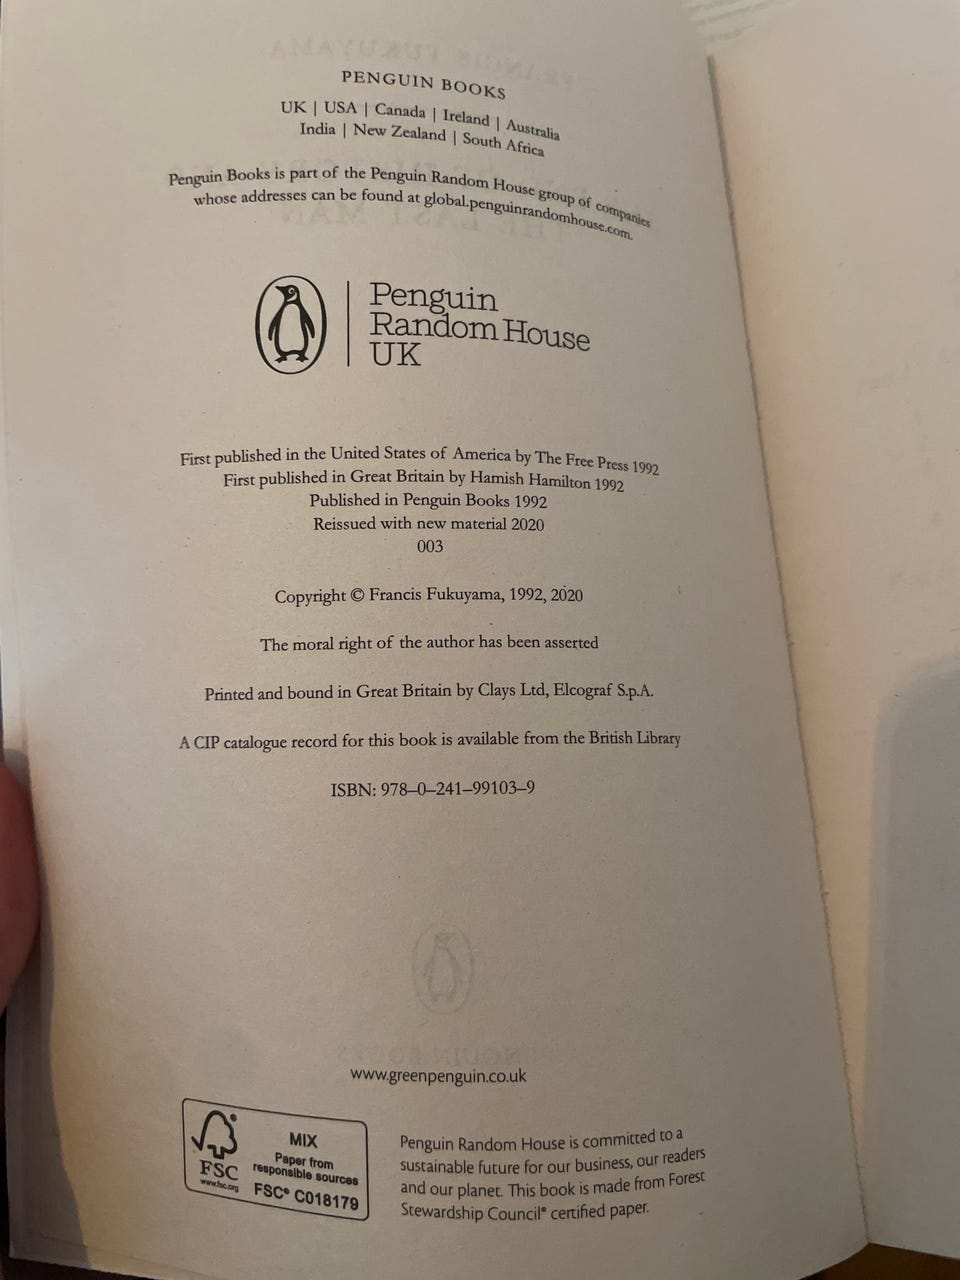 PENGUIN BOOKS
UK | USA | Canada | Ireland | Australia
India | New Zealand | South Africa
Penguin Books is part of the Penguin Random House group of companies
whose addresses can be found at global.penguinrandomhouse.com.
Penguin
Random House
UK
First published in the United States of America by The Free Press 1992
First published in Great Britain by Hamish Hamilton 1992
Published in Penguin Books 1992
Reissued with new material 2020
003
Copyright © Francis Fukuyama, 1992, 2020
The moral right of the author has been asserted
Printed and bound in Great Britain by Clays Ltd, Elcograf S.p.A.
A CIP catalogue record for this book is available from the British Library
ISBN: 978–0–241–99103–9
www.greenpenguin.co.uk
FSC
www.fsc.org
MIX
Paper from
responsible sources
FSC® C018179
Penguin Random House is committed to a
sustainable future for our business, our readers
and our planet. This book is made from Forest
Stewardship Council® certified paper.